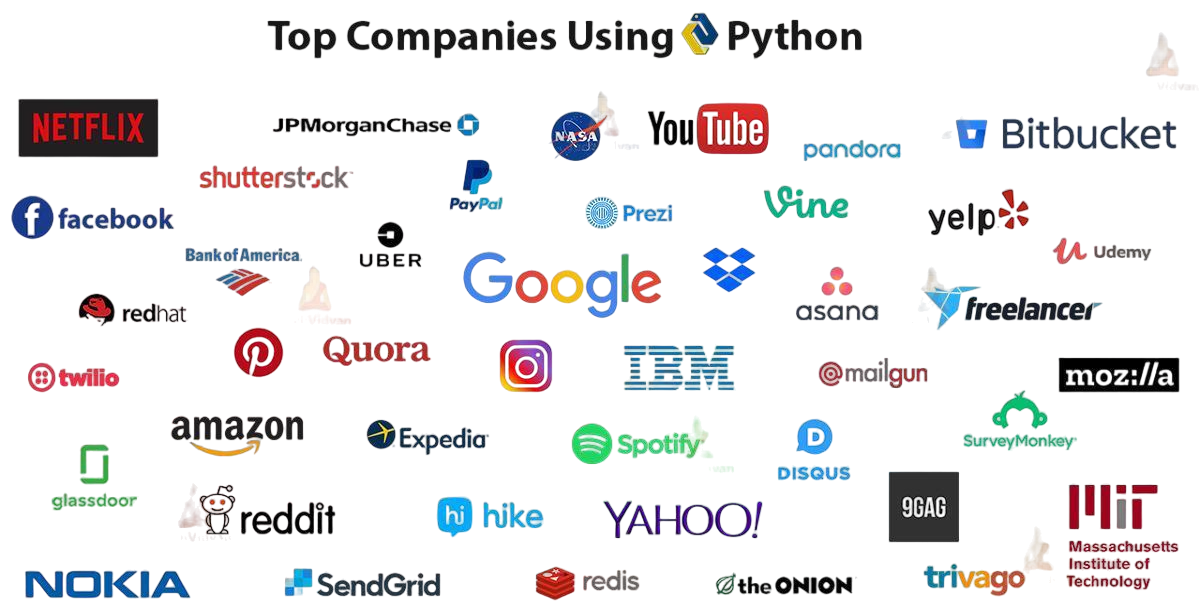 Top Companies Using Python
NETFLIX
JPMorganChase
NASA
YouTube
pandora
Bitbucket
shutterstock
PayPal
facebook
Prezi
Vine
yelp
Bank of America
UBER
Google
Udemy
redhat
asana
freelancer
Quora
twilio
IBM
mailgun
moz://a
amazon
Expedia
Spotify
DISQUS
SurveyMonkey
glassdoor
reddit
hi hike
YAHOO!
9GAG
MIT
Massachusetts
Institute of
Technology
NOKIA
SendGrid
redis
the ONION
trivago